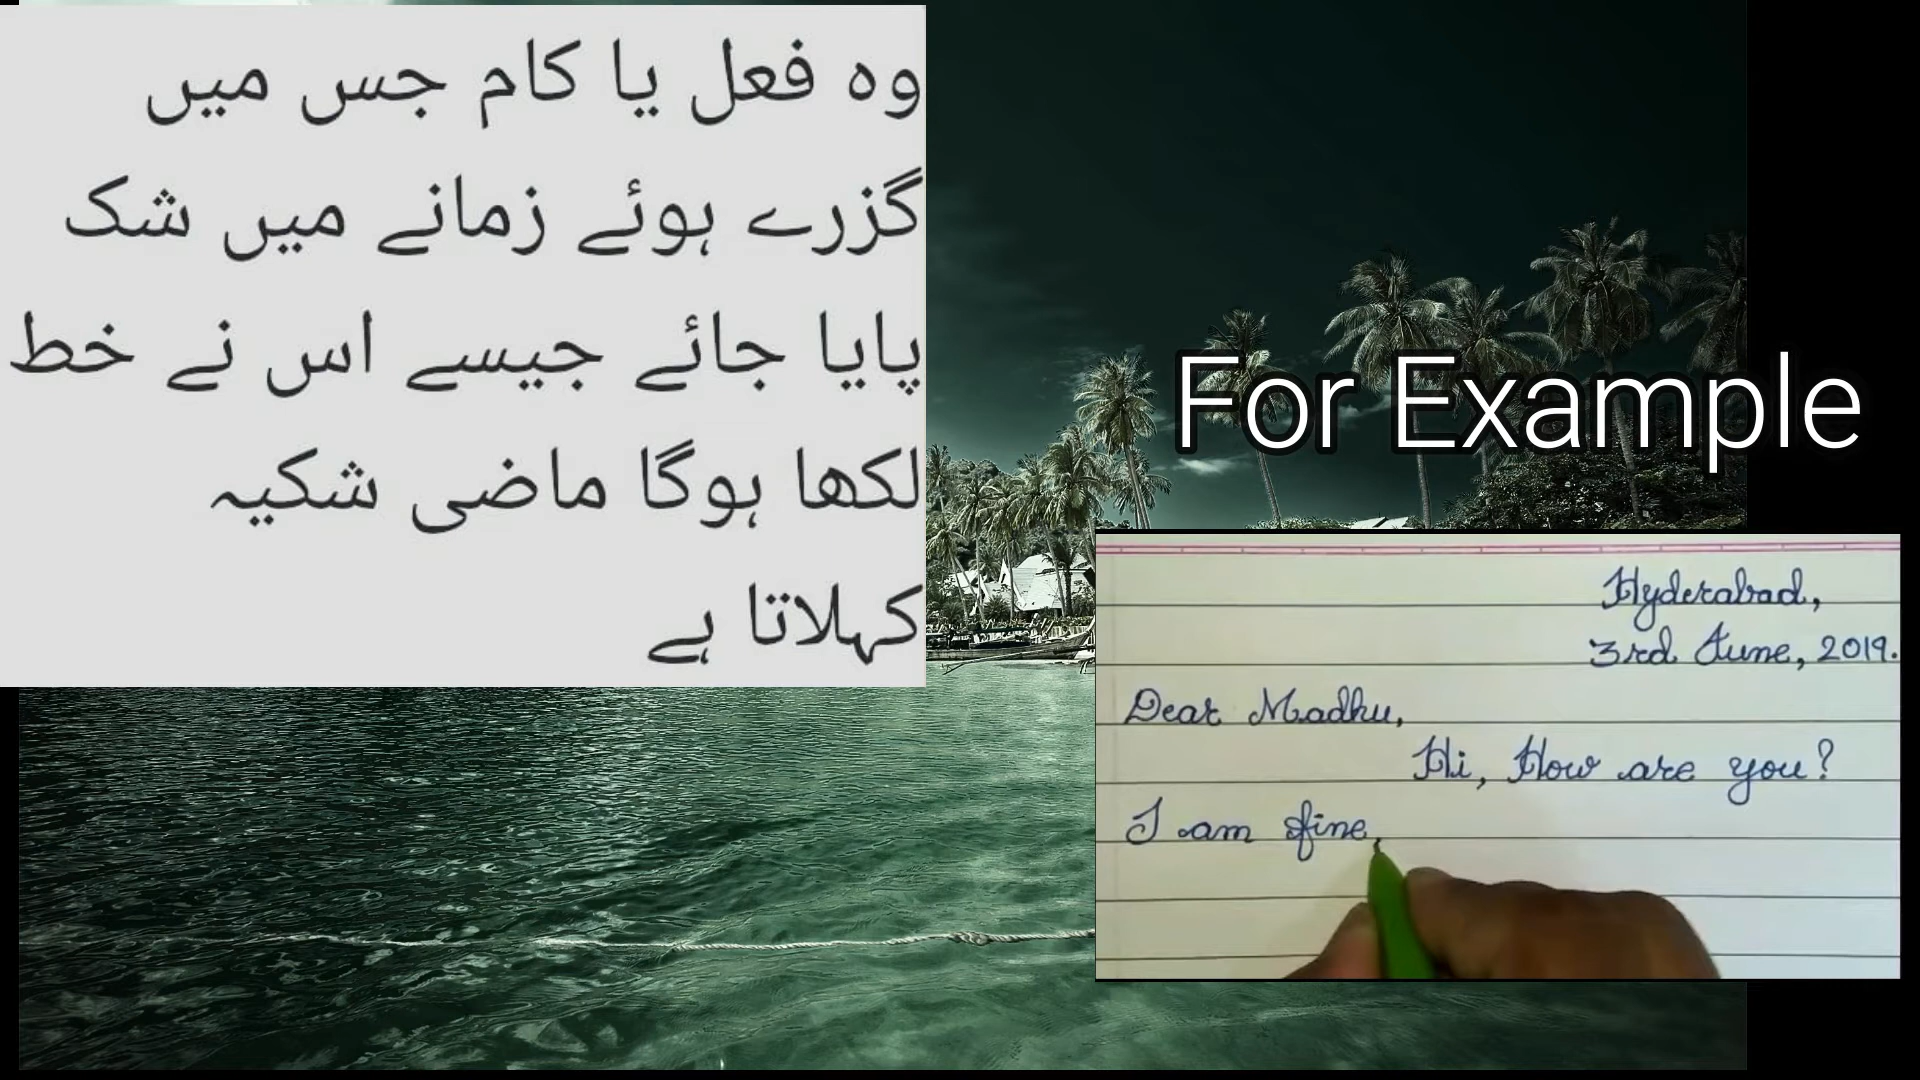 وہ فعل یا کام جس میں
گزرے ہوئے زمانے میں شک
پایا جائے جیسے اس نے خط
لکھا ہوگا ماضی شکیہ
کہلاتا ہے
For Example
Hyderabad,
3rd June, 2019.
Dear Madhu,
Hi, How are you?
I am fine,